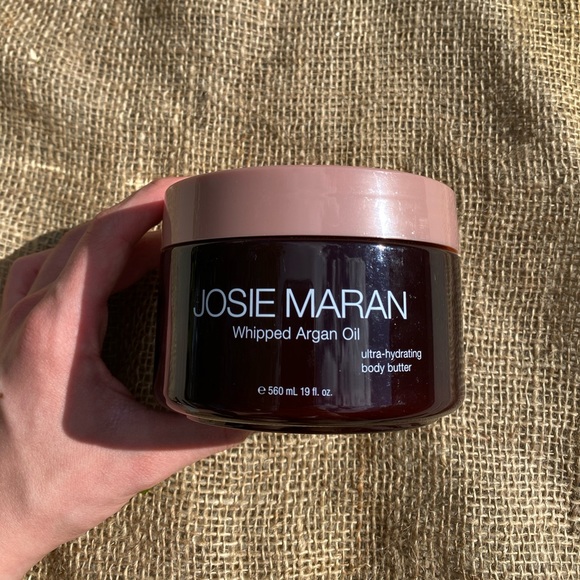 JOSIE MARAN
Whipped Argan Oil
ultra-hydrating
body butter
℮ 560 mL 19 fl. oz.